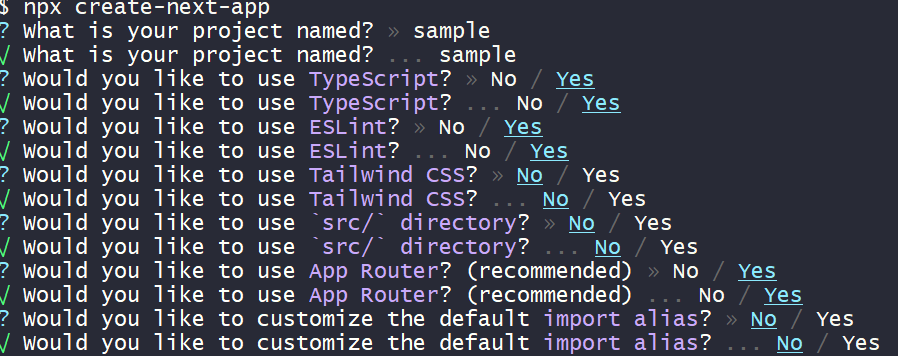 $ npx create-next-app
? What is your project named? » sample
√ What is your project named? ... sample
? Would you like to use TypeScript? » No / Yes
√ Would you like to use TypeScript? ... No / Yes
? Would you like to use ESLint? » No / Yes
√ Would you like to use ESLint? ... No / Yes
? Would you like to use Tailwind CSS? » No / Yes
√ Would you like to use Tailwind CSS? ... No / Yes
? Would you like to use `src/` directory? » No / Yes
√ Would you like to use `src/` directory? ... No / Yes
? Would you like to use App Router? (recommended) » No / Yes
√ Would you like to use App Router? (recommended) ... No / Yes
? Would you like to customize the default import alias? » No / Yes
√ Would you like to customize the default import alias? ... No / Yes